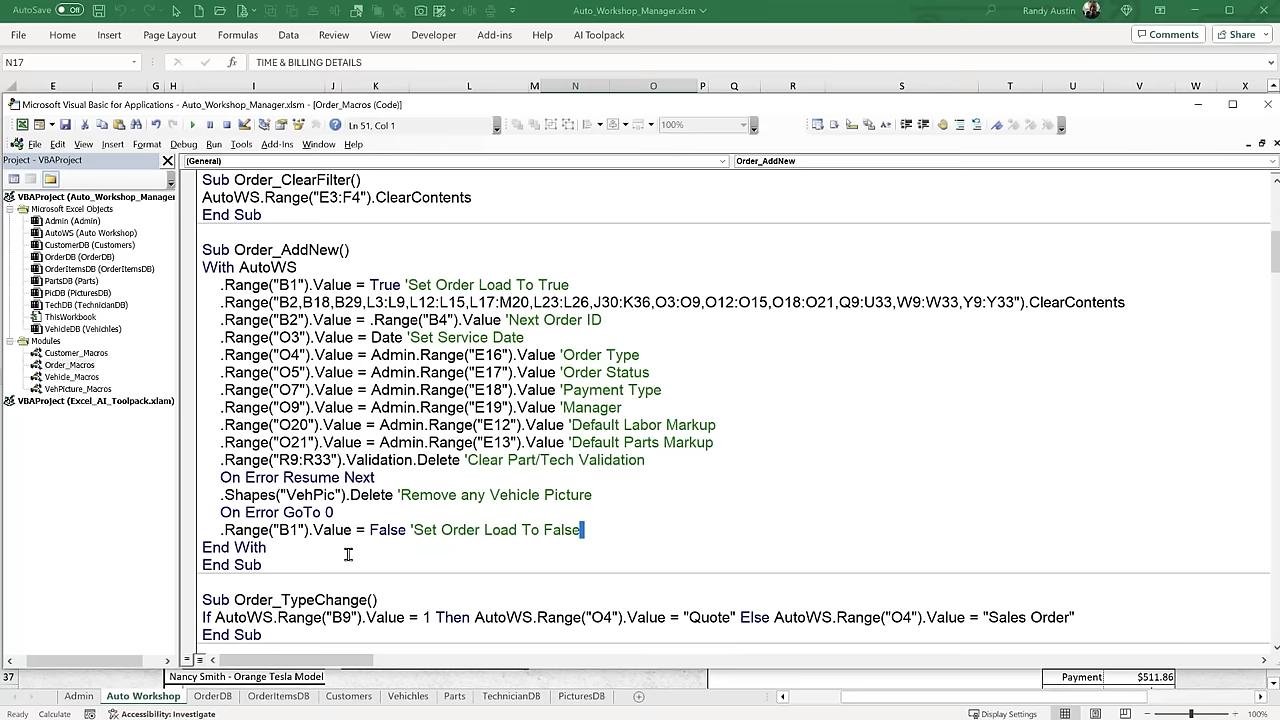 AutoSave Off
Auto_Workshop_Manager.xlsm
Randy Austin
File Home Insert Page Layout Formulas Data Review View Developer Add-ins Help AI Toolpack
Comments Share
N17 fx TIME & BILLING DETAILS
E F G H I J K L M N O P Q R S T U V W X
Microsoft Visual Basic for Applications - Auto_Workshop_Manager.xlsm - [Order_Macros (Code)]
Ln 51, Col 1 100%
File Edit View Insert Format Debug Run Tools Add-Ins Window Help
Project - VBAProject
(General) Order_AddNew
VBAProject (Auto_Workshop_Manager
Microsoft Excel Objects
Admin (Admin)
AutoWS (Auto Workshop)
CustomerDB (Customers)
OrderDB (OrderDB)
OrderItemsDB (OrderItemsDB)
PartsDB (Parts)
PicDB (PicturesDB)
TechDB (TechnicianDB)
ThisWorkbook
VehicleDB (Vehichles)
Modules
Customer_Macros
Order_Macros
Vehicle_Macros
VehPicture_Macros
VBAProject (Excel_AI_Toolpack.xlam)
Sub Order_ClearFilter()
AutoWS.Range("E3:F4").ClearContents
End Sub
Sub Order_AddNew()
With AutoWS
.Range("B1").Value = True 'Set Order Load To True
.Range("B2,B18,B29,L3:L9,L12:L15,L17:M20,L23:L26,J30:K36,O3:O9,O12:O15,O18:O21,Q9:U33,W9:W33,Y9:Y33").ClearContents
.Range("B2").Value = .Range("B4").Value 'Next Order ID
.Range("O3").Value = Date 'Set Service Date
.Range("O4").Value = Admin.Range("E16").Value 'Order Type
.Range("O5").Value = Admin.Range("E17").Value 'Order Status
.Range("O7").Value = Admin.Range("E18").Value 'Payment Type
.Range("O9").Value = Admin.Range("E19").Value 'Manager
.Range("O20").Value = Admin.Range("E12").Value 'Default Labor Markup
.Range("O21").Value = Admin.Range("E13").Value 'Default Parts Markup
.Range("R9:R33").Validation.Delete 'Clear Part/Tech Validation
On Error Resume Next
.Shapes("VehPic").Delete 'Remove any Vehicle Picture
On Error GoTo 0
.Range("B1").Value = False 'Set Order Load To False
End With
End Sub
Sub Order_TypeChange()
If AutoWS.Range("B9").Value = 1 Then AutoWS.Range("O4").Value = "Quote" Else AutoWS.Range("O4").Value = "Sales Order"
End Sub
37 Nancy Smith - Orange Tesla Model Payment $511.86
Admin Auto Workshop OrderDB OrderItemsDB Customers Vehichles Parts TechnicianDB PicturesDB
Ready Calculate Accessibility: Investigate Display Settings 100%